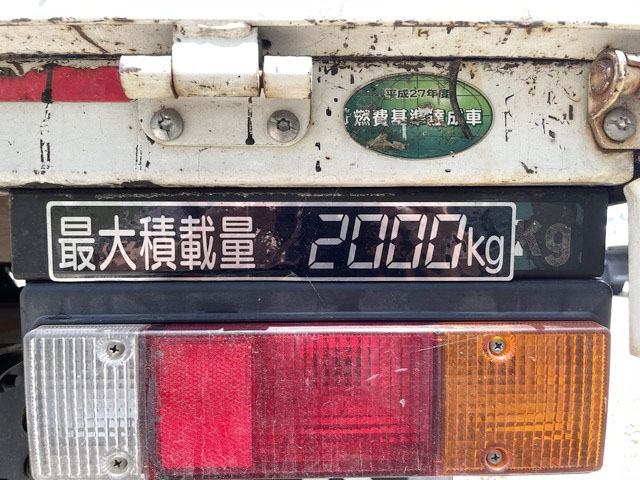 平成27年度
燃費基準達成車
最大積載量 2000kg
kg